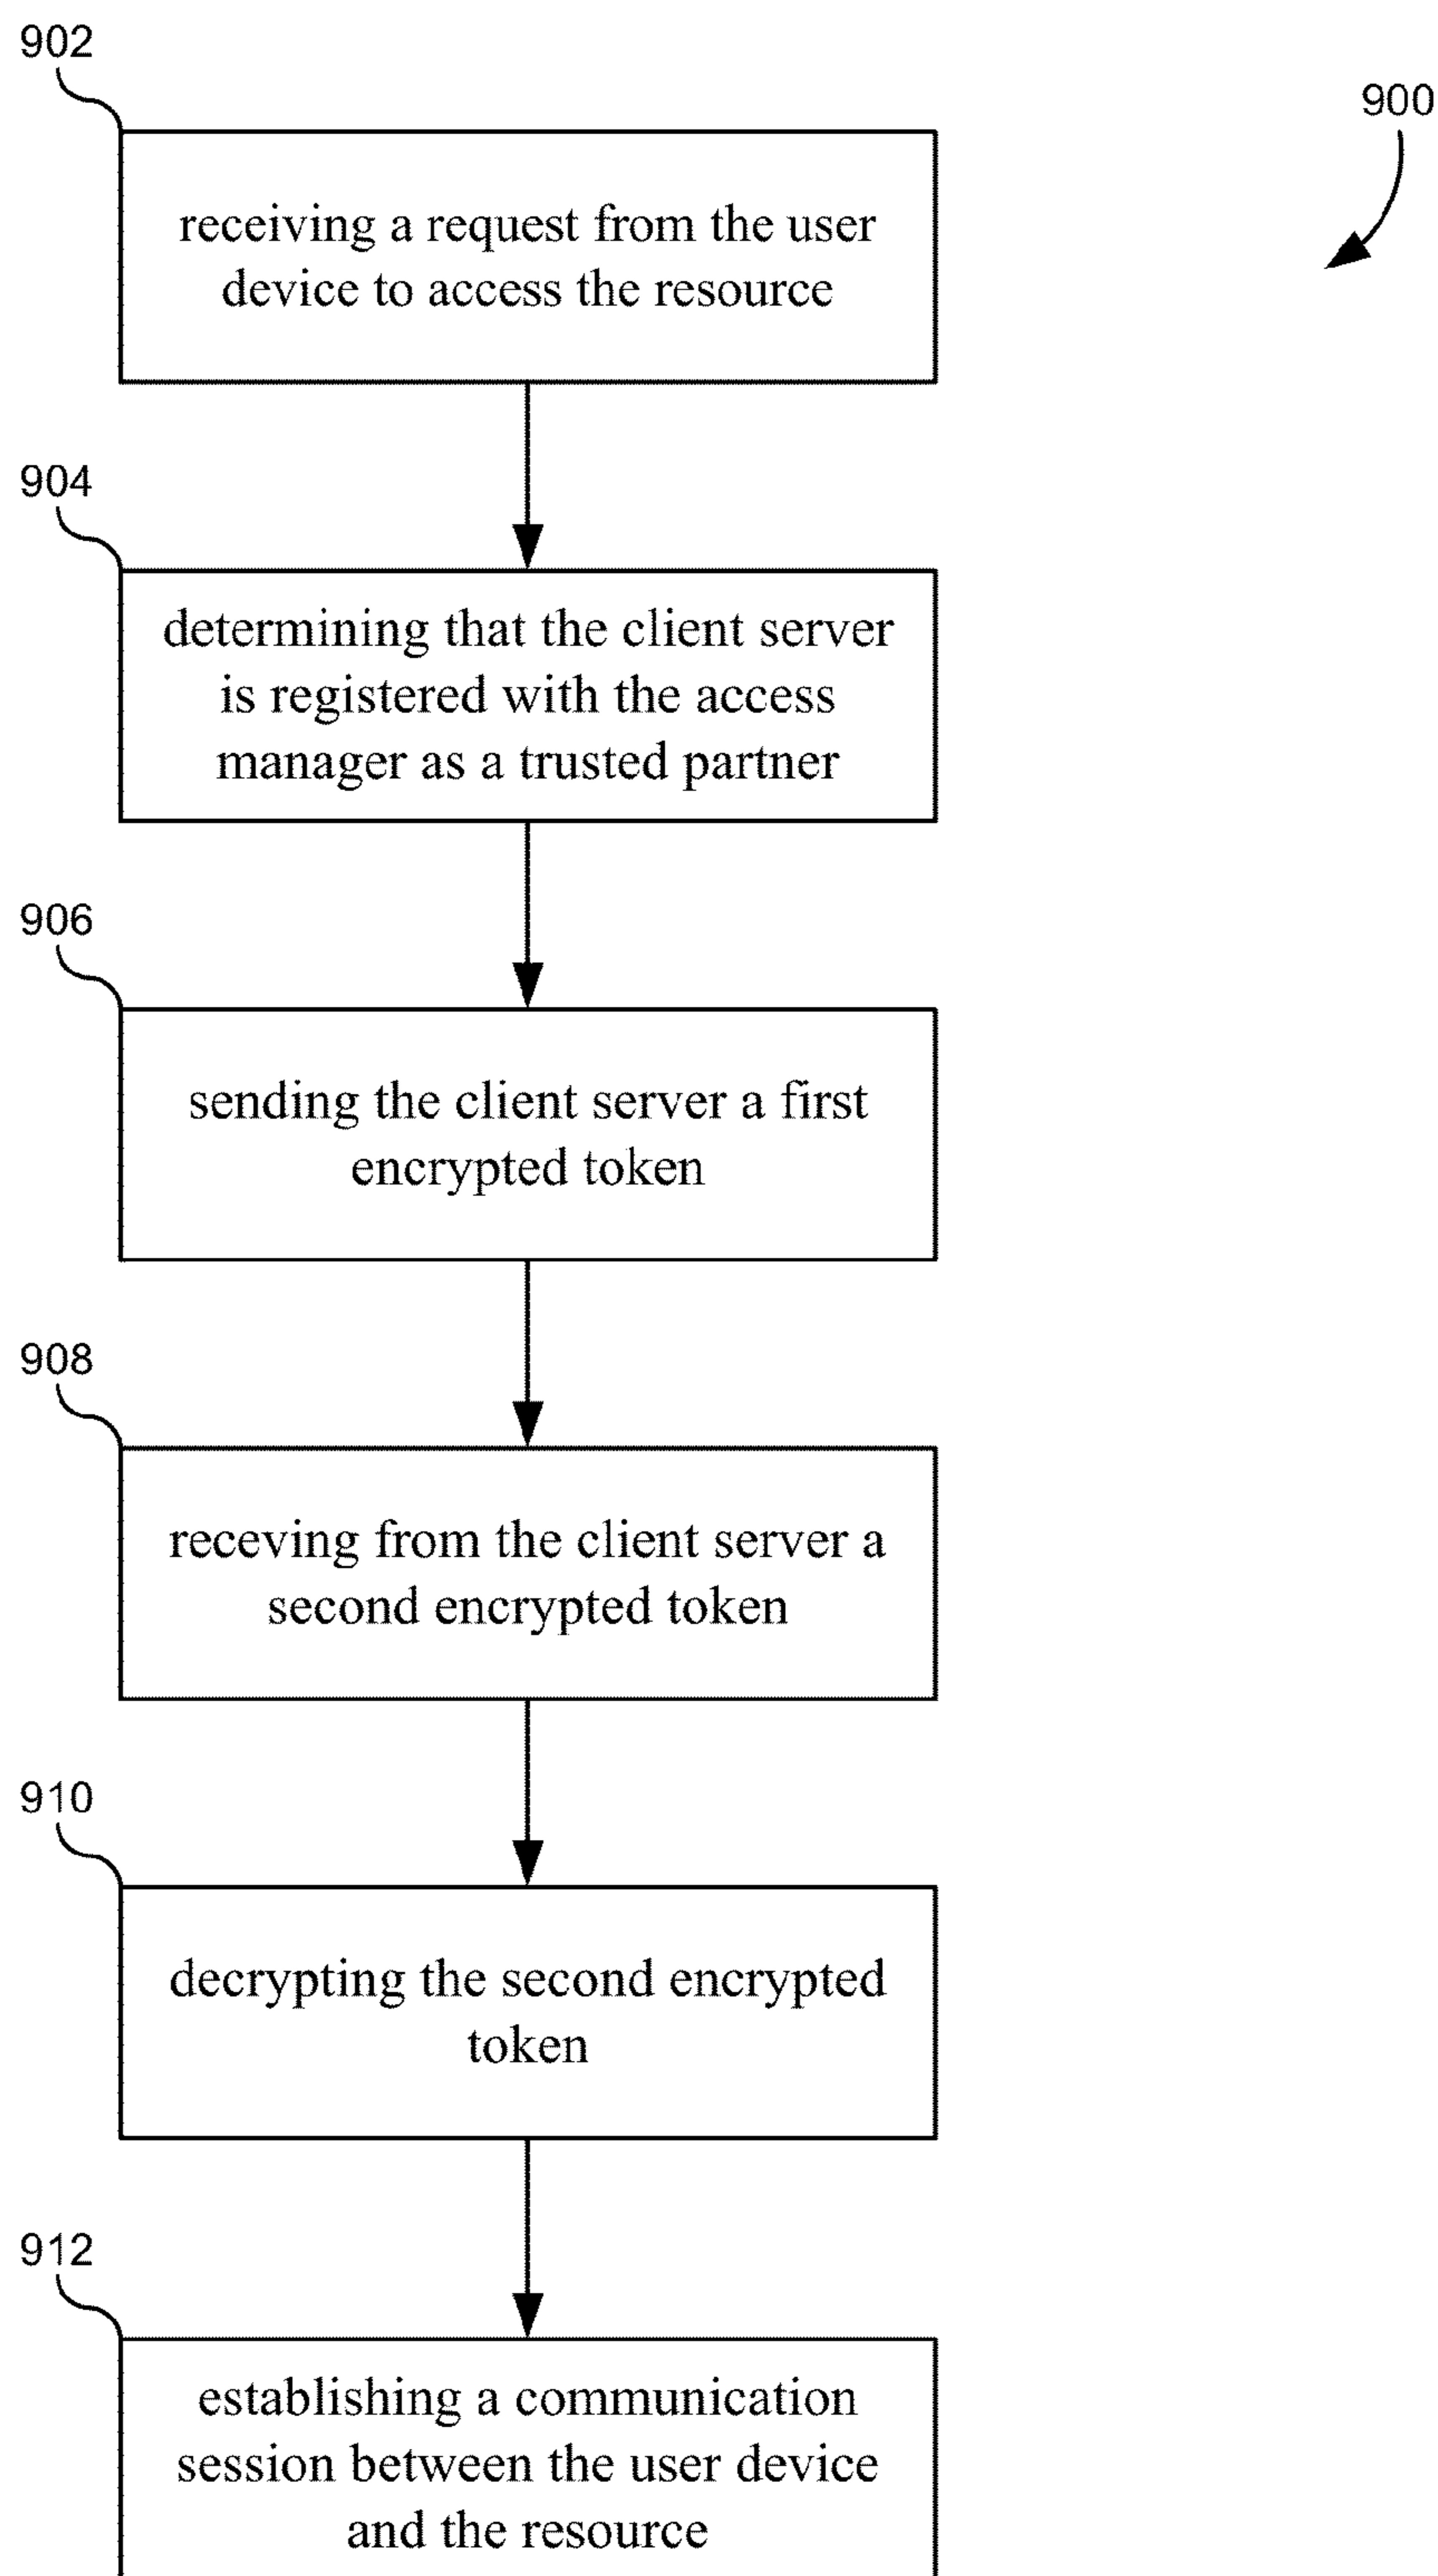 902
900
receiving a request from the user
device to access the resource
904
determining that the client server
is registered with the access
manager as a trusted partner
906
sending the client server a first
encrypted token
908
receving from the client server a
second encrypted token
910
decrypting the second encrypted
token
912
establishing a communication
session between the user device
and the resource